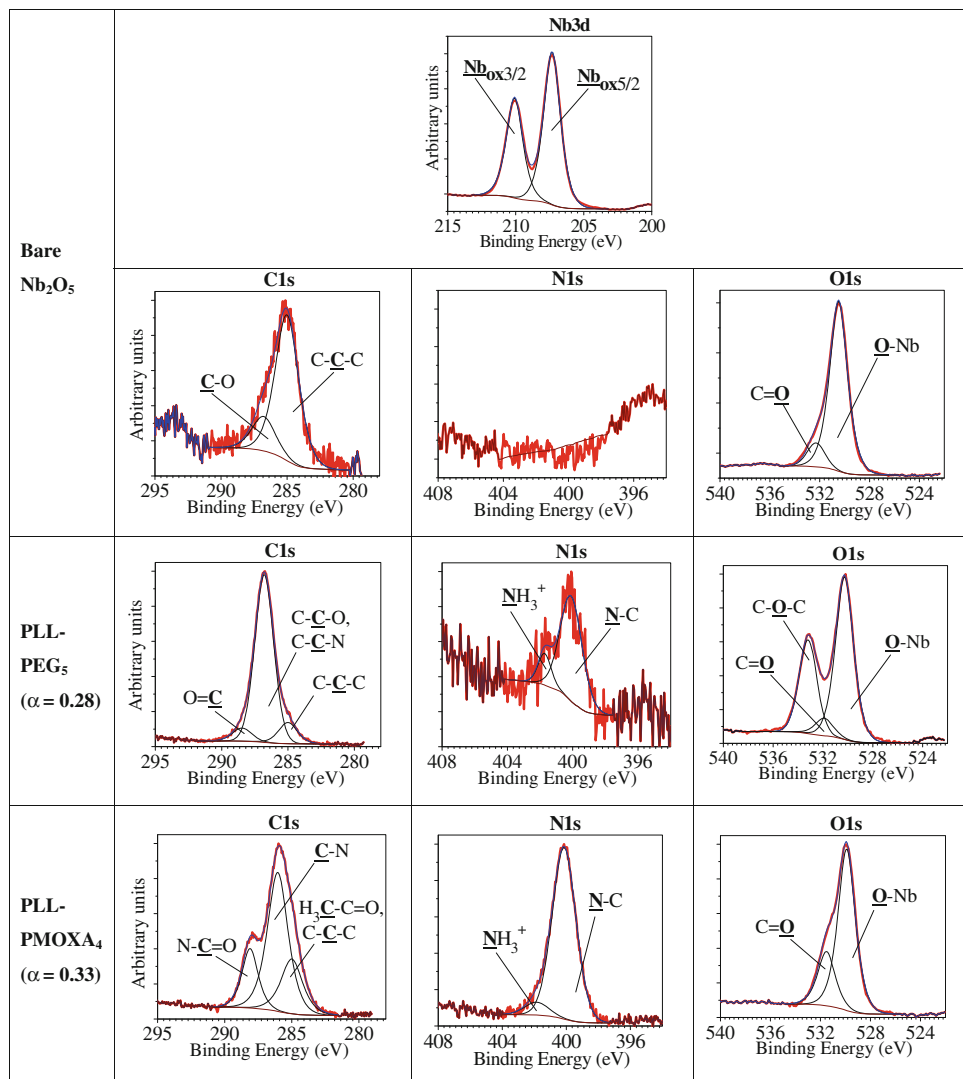 Nb3d
Nb_ox3/2
Nb_ox5/2
Arbitrary units
215 210 205 200
Binding Energy (eV)
Bare
Nb₂O₅
C1s
C-O
C-C-C
Arbitrary units
295 290 285 280
Binding Energy (eV)
N1s
408 404 400 396
Binding Energy (eV)
O1s
C=O
O-Nb
540 536 532 528 524
Binding Energy (eV)
PLL-
PEG₅
(α = 0.28)
C1s
C-C-O,
C-C-N
O=C
C-C-C
Arbitrary units
295 290 285 280
Binding Energy (eV)
N1s
NH₃⁺
N-C
408 404 400 396
Binding Energy (eV)
O1s
C-O-C
C=O
O-Nb
540 536 532 528 524
Binding Energy (eV)
PLL-
PMOXA₄
(α = 0.33)
C1s
C-N
H₃C-C=O,
C-C-C
N-C=O
Arbitrary units
295 290 285 280
Binding Energy (eV)
N1s
N-C
NH₃⁺
408 404 400 396
Binding Energy (eV)
O1s
C=O
O-Nb
540 536 532 528 524
Binding Energy (eV)